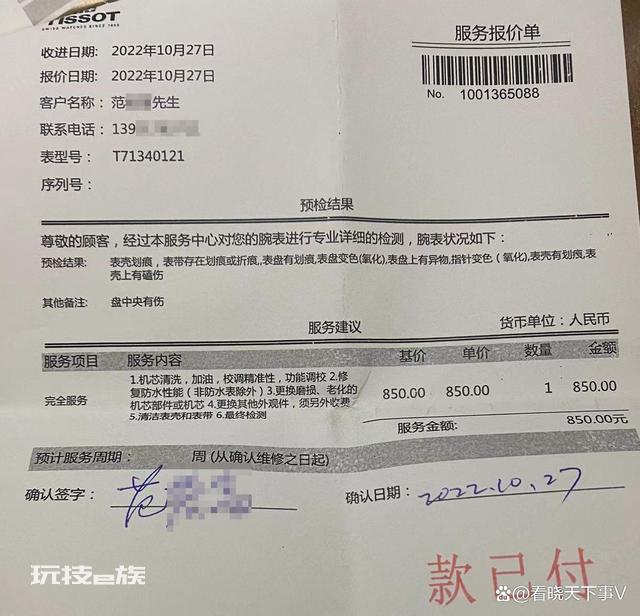 TISSOT
SWISS WATCHES SINCE 1853
服务报价单
收进日期: 2022年10月27日
报价日期: 2022年10月27日
No. 1001365088
客户名称: 范 先生
联系电话: 139
表型号: T71340121
序列号:
预检结果
尊敬的顾客，经过本服务中心对您的腕表进行专业详细的检测，腕表状况如下：
预检结果: 表壳划痕，表带存在划痕或折痕,,表盘有划痕,表盘变色(氧化),表盘上有异物,指针变色（氧化),表壳有划痕,表
壳上有磕伤
其他备注: 盘中央有伤
服务建议
货币单位：人民币
服务项目 服务内容 基价 单价 数量 金额
完全服务
1.机芯清洗，加油，校调精准性，功能调校 2.修
复防水性能（非防水表除外）3.更换磨损、老化的
机芯部件或机芯 4.更换其他外观件，须另外收费
5.清洁表壳和表带 6.最终检测
850.00 850.00 1 850.00
服务金额: 850.00元
预计服务周期: 周 (从确认维修之日起)
确认签字: 范
确认日期: 2022.10.27
款已付
玩技e族
看晓天下事V